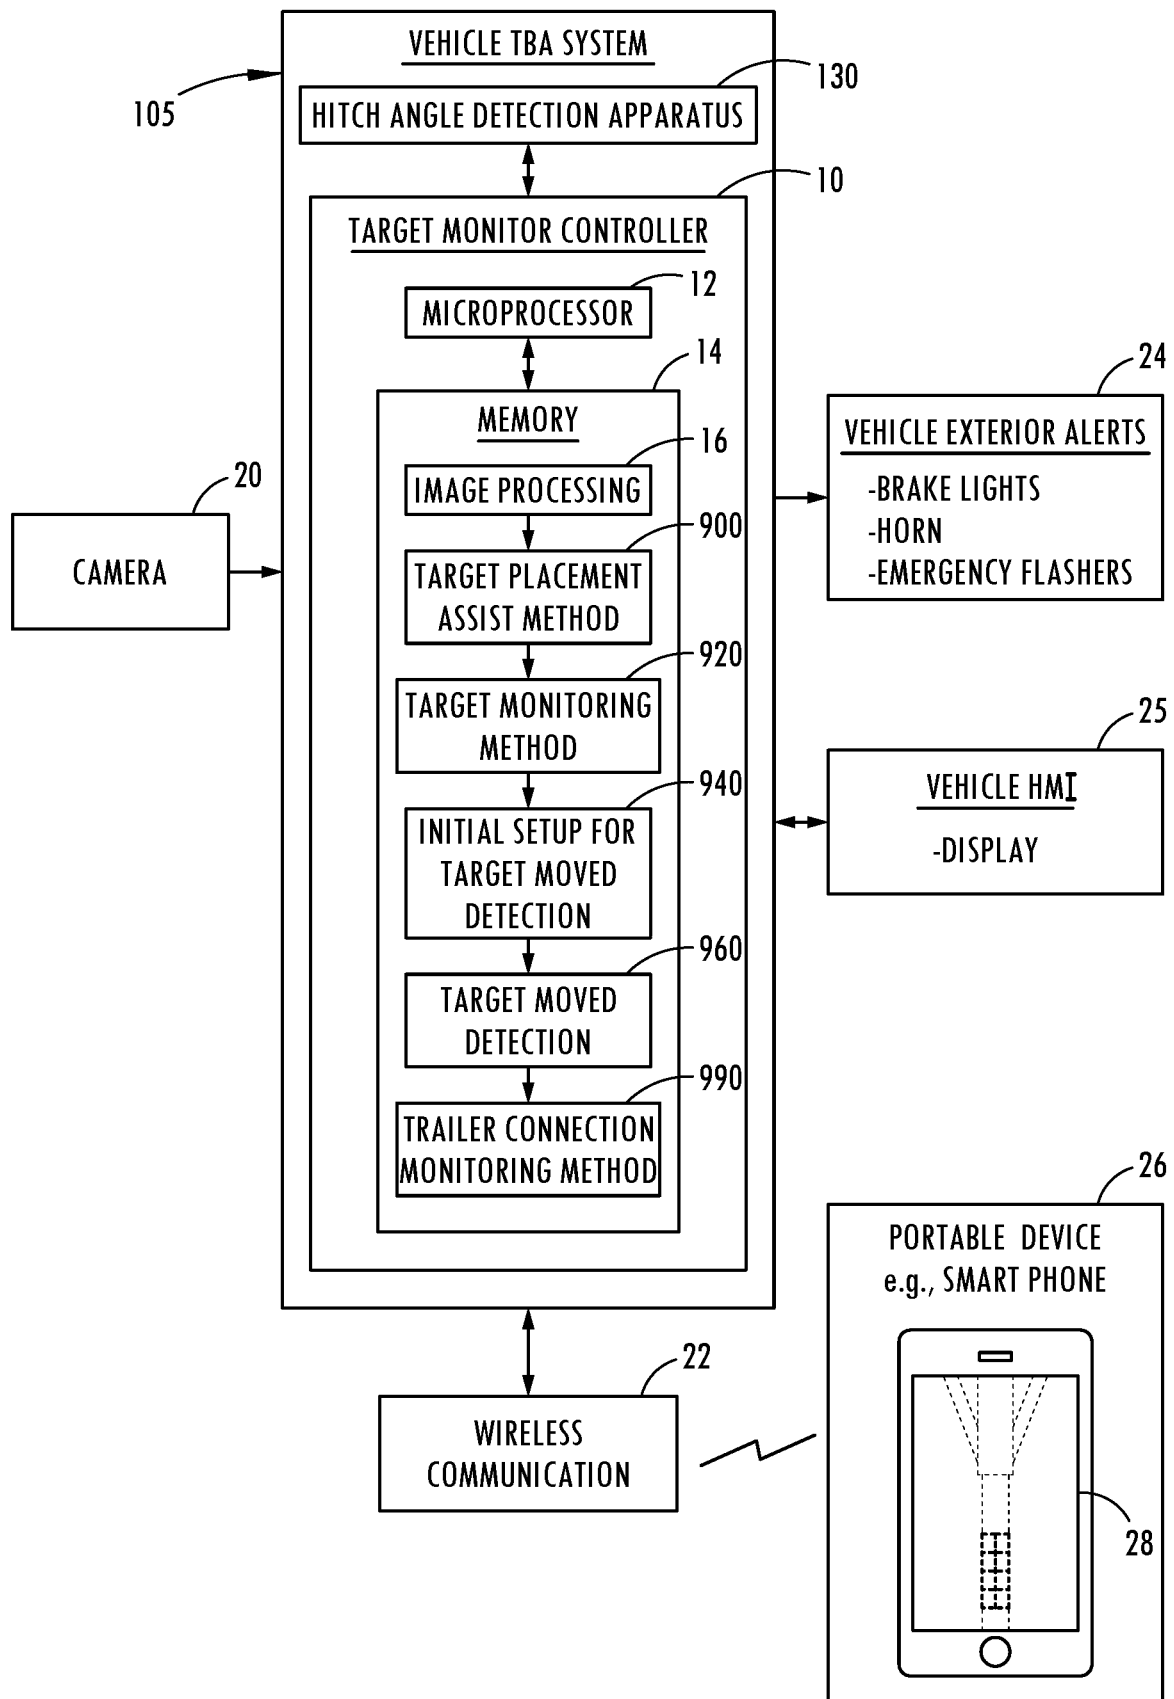 VEHICLE TBA SYSTEM
130
105
HITCH ANGLE DETECTION APPARATUS
10
TARGET MONITOR CONTROLLER
12
MICROPROCESSOR
14
MEMORY
16
IMAGE PROCESSING
900
TARGET PLACEMENT
ASSIST METHOD
920
TARGET MONITORING
METHOD
940
INITIAL SETUP FOR
TARGET MOVED
DETECTION
960
TARGET MOVED
DETECTION
990
TRAILER CONNECTION
MONITORING METHOD
20
CAMERA
24
VEHICLE EXTERIOR ALERTS
-BRAKE LIGHTS
-HORN
-EMERGENCY FLASHERS
25
VEHICLE HMI
-DISPLAY
22
WIRELESS
COMMUNICATION
26
PORTABLE DEVICE
e.g., SMART PHONE
28